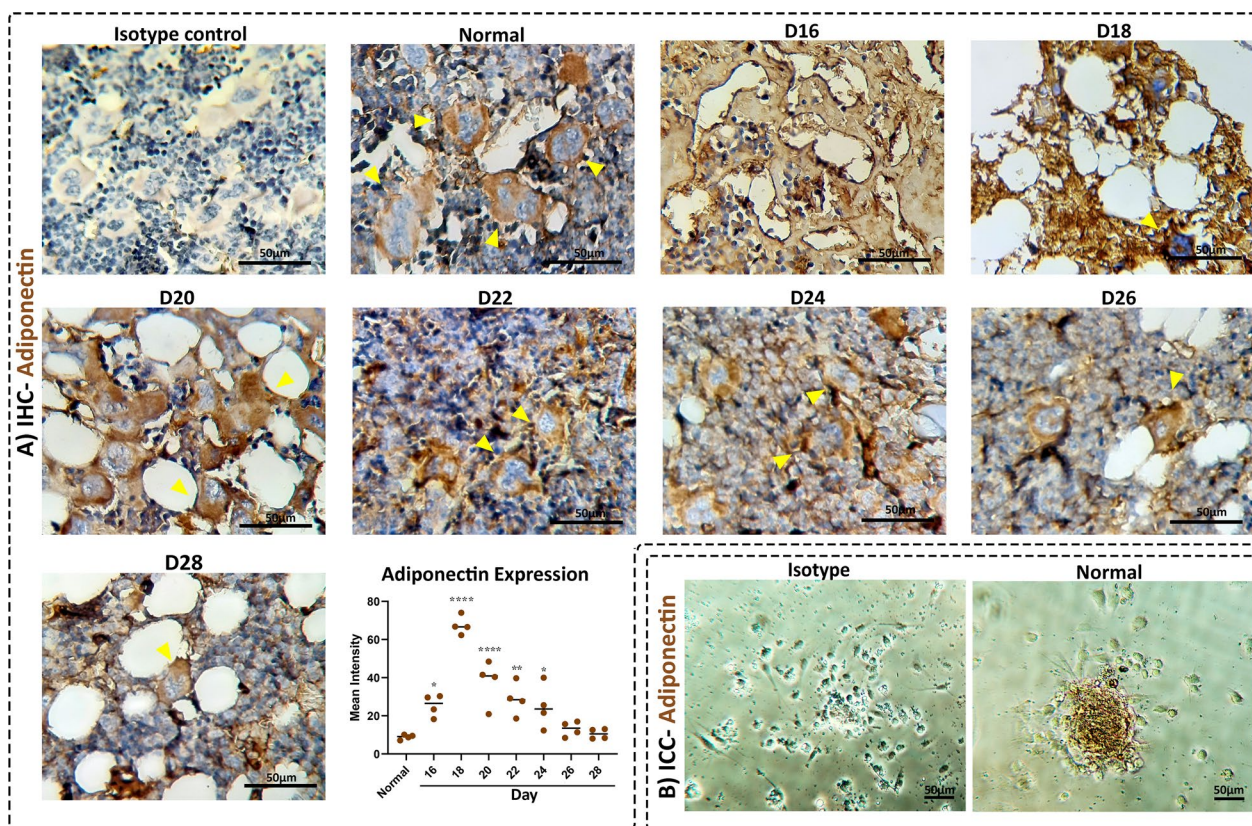 A) IHC- Adiponectin
Isotype control
Normal
D16
D18
50µm
50µm
50µm
50µm
D20
D22
D24
D26
50µm
50µm
50µm
50µm
D28
50µm
Adiponectin Expression
Mean Intensity
80
60
40
20
0
*
****
****
**
*
Normal
16
18
20
22
24
26
28
Day
B) ICC- Adiponectin
Isotype
Normal
50µm
50µm